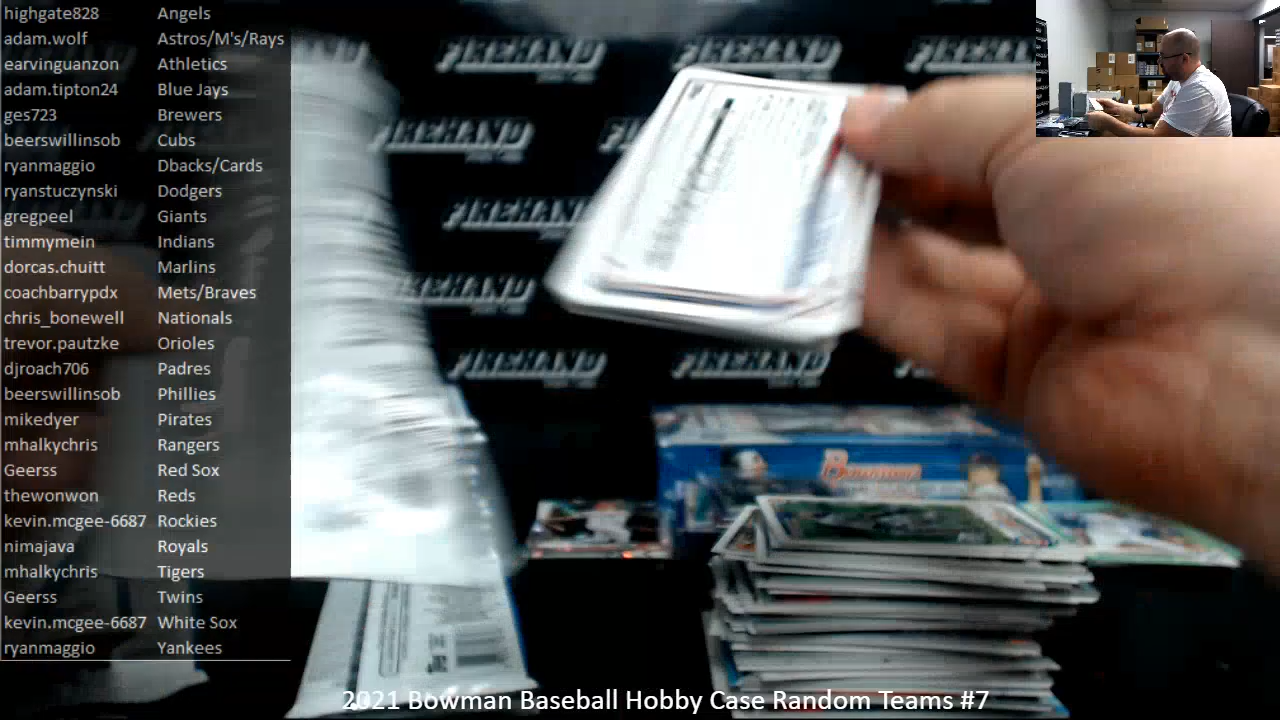 highgate828 Angels
adam.wolf Astros/M's/Rays
earvinguanzon Athletics
adam.tipton24 Blue Jays
ges723 Brewers
beerswillinsob Cubs
ryanmaggio Dbacks/Cards
ryanstuczynski Dodgers
gregpeel Giants
timmymein Indians
dorcas.chuitt Marlins
coachbarrypdx Mets/Braves
chris_bonewell Nationals
trevor.pautzke Orioles
djroach706 Padres
beerswillinsob Phillies
mikedyer Pirates
mhalkychris Rangers
Geerss Red Sox
thewonwon Reds
kevin.mcgee-6687 Rockies
nimajava Royals
mhalkychris Tigers
Geerss Twins
kevin.mcgee-6687 White Sox
ryanmaggio Yankees
FIREHAND FIREHAND FIREHAND
FIREHAND
FIREHAND
FIREHAND
FIREHAND FIREHAND
Bowman
2021 Bowman Baseball Hobby Case Random Teams #7